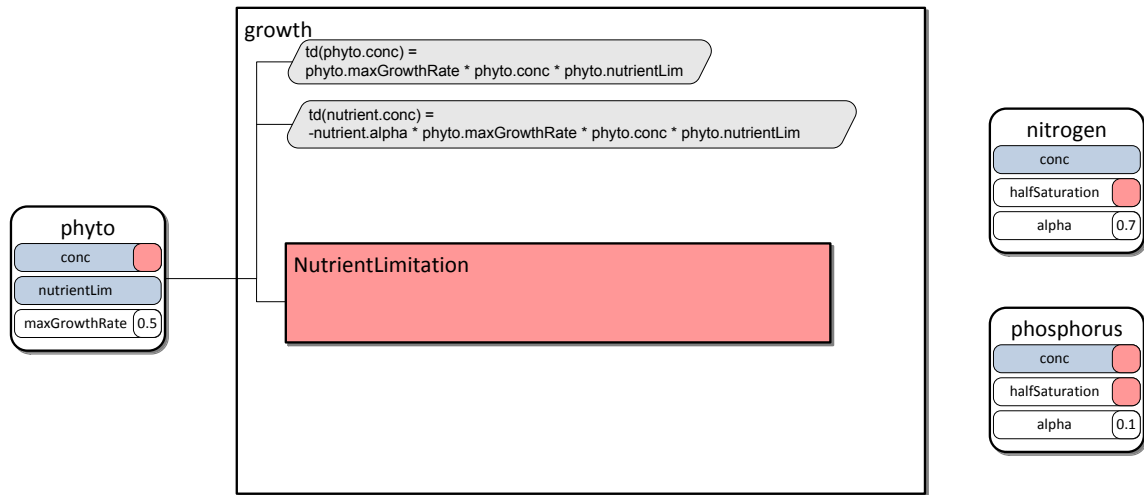 growth
td(phyto.conc) =
phyto.maxGrowthRate * phyto.conc * phyto.nutrientLim
td(nutrient.conc) =
-nutrient.alpha * phyto.maxGrowthRate * phyto.conc * phyto.nutrientLim
NutrientLimitation
phyto
conc
nutrientLim
maxGrowthRate 0.5
nitrogen
conc
halfSaturation
alpha 0.7
phosphorus
conc
halfSaturation
alpha 0.1